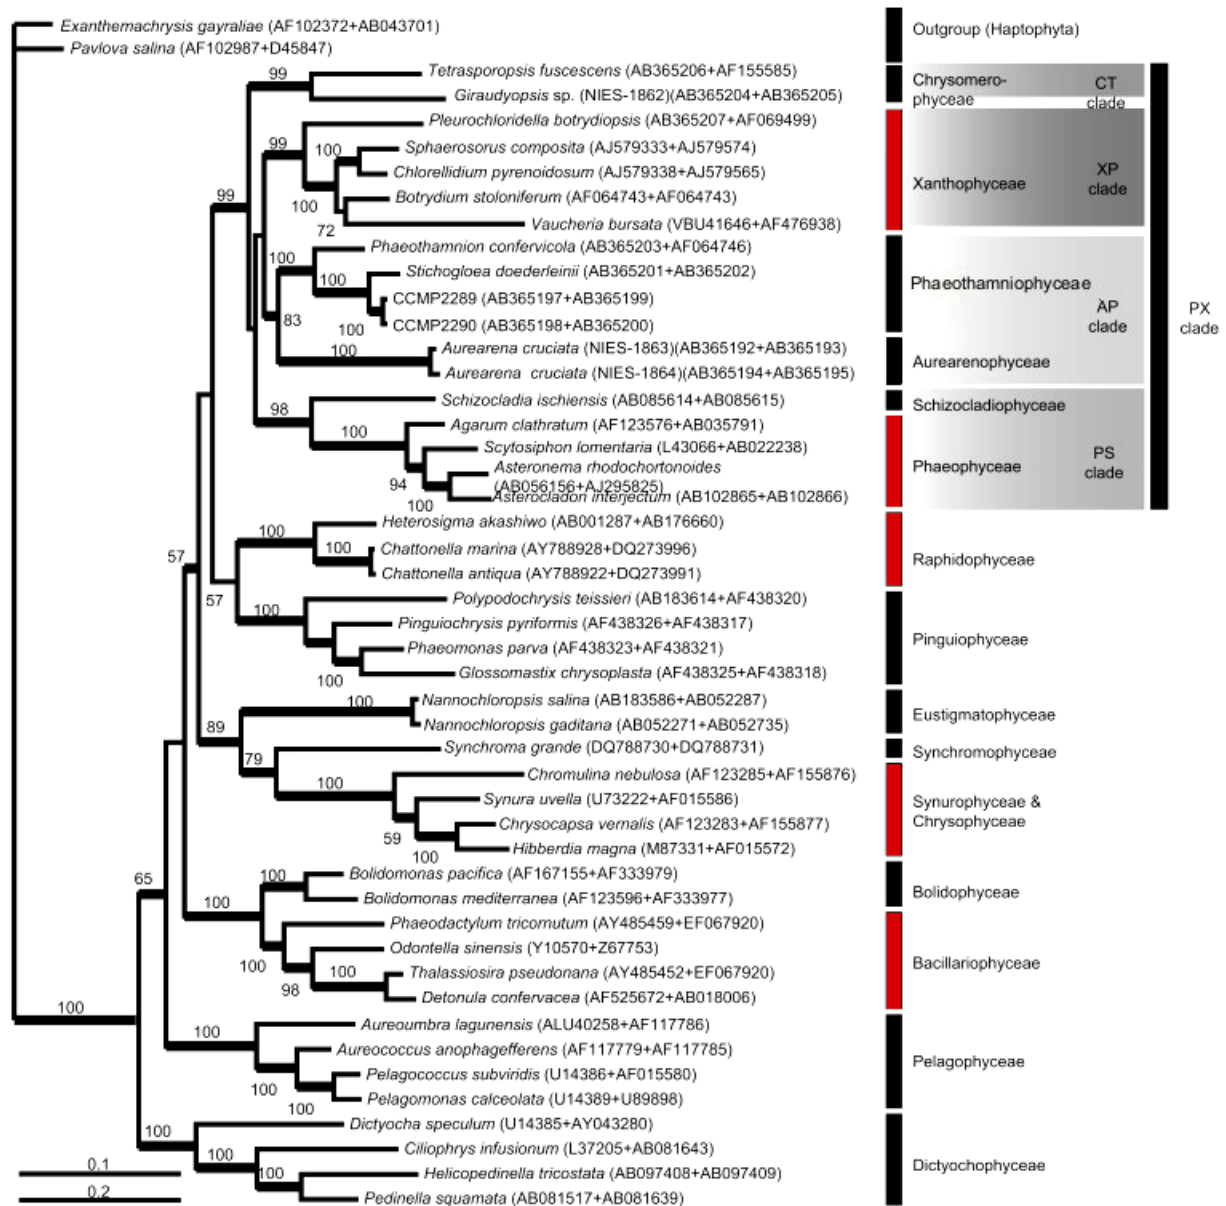 Exanthemachrysis gayraliae (AF102372+AB043701)
Outgroup (Haptophyta)
Pavlova salina (AF102987+D45847)
99
Tetrasporopsis fuscescens (AB365206+AF155585)
Chrysomero-
phyceae
CT
clade
Giraudyopsis sp. (NIES-1862)(AB365204+AB365205)
Pleurochloridella botrydiopsis (AB365207+AF069499)
99
100
Sphaerosorus composita (AJ579333+AJ579574)
Chlorellidium pyrenoidosum (AJ579338+AJ579565)
Xanthophyceae
XP
clade
99
100
Botrydium stoloniferum (AF064743+AF064743)
72
Vaucheria bursata (VBU41646+AF476938)
Phaeothamnion confervicola (AB365203+AF064746)
100
100
Stichogloea doederleinii (AB365201+AB365202)
Phaeothamniophyceae
CCMP2289 (AB365197+AB365199)
AP
clade
PX
clade
83
100
CCMP2290 (AB365198+AB365200)
100
Aurearena cruciata (NIES-1863)(AB365192+AB365193)
Aurearenophyceae
Aurearena cruciata (NIES-1864)(AB365194+AB365195)
Schizocladia ischiensis (AB085614+AB085615)
Schizocladiophyceae
98
100
Agarum clathratum (AF123576+AB035791)
Scytosiphon lomentaria (L43066+AB022238)
Phaeophyceae
PS
clade
94
Asteronema rhodochortonoides
(AB056156+AJ295825)
100
Asterocladon interjectum (AB102865+AB102866)
Heterosigma akashiwo (AB001287+AB176660)
100
100
Chattonella marina (AY788928+DQ273996)
Raphidophyceae
57
Chattonella antiqua (AY788922+DQ273991)
57
100
Polypodochrysis teissieri (AB183614+AF438320)
Pinguiochrysis pyriformis (AF438326+AF438317)
Pinguiophyceae
Phaeomonas parva (AF438323+AF438321)
100
Glossomastix chrysoplasta (AF438325+AF438318)
100
Nannochloropsis salina (AB183586+AB052287)
Eustigmatophyceae
89
Nannochloropsis gaditana (AB052271+AB052735)
79
Synchroma grande (DQ788730+DQ788731)
Synchromophyceae
100
Chromulina nebulosa (AF123285+AF155876)
Synura uvella (U73222+AF015586)
Synurophyceae &
Chrysophyceae
59
Chrysocapsa vernalis (AF123283+AF155877)
100
Hibberdia magna (M87331+AF015572)
65
100
Bolidomonas pacifica (AF167155+AF333979)
Bolidophyceae
100
Bolidomonas mediterranea (AF123596+AF333977)
Phaeodactylum tricornutum (AY485459+EF067920)
100
Odontella sinensis (Y10570+Z67753)
Bacillariophyceae
98
100
Thalassiosira pseudonana (AY485452+EF067920)
Detonula confervacea (AF525672+AB018006)
100
100
Aureoumbra lagunensis (ALU40258+AF117786)
Aureococcus anophagefferens (AF117779+AF117785)
Pelagophyceae
100
Pelagococcus subviridis (U14386+AF015580)
100
Pelagomonas calceolata (U14389+U89898)
100
Dictyocha speculum (U14385+AY043280)
100
Ciliophrys infusionum (L37205+AB081643)
Dictyochophyceae
0.1
100
Helicopedinella tricostata (AB097408+AB097409)
0.2
Pedinella squamata (AB081517+AB081639)